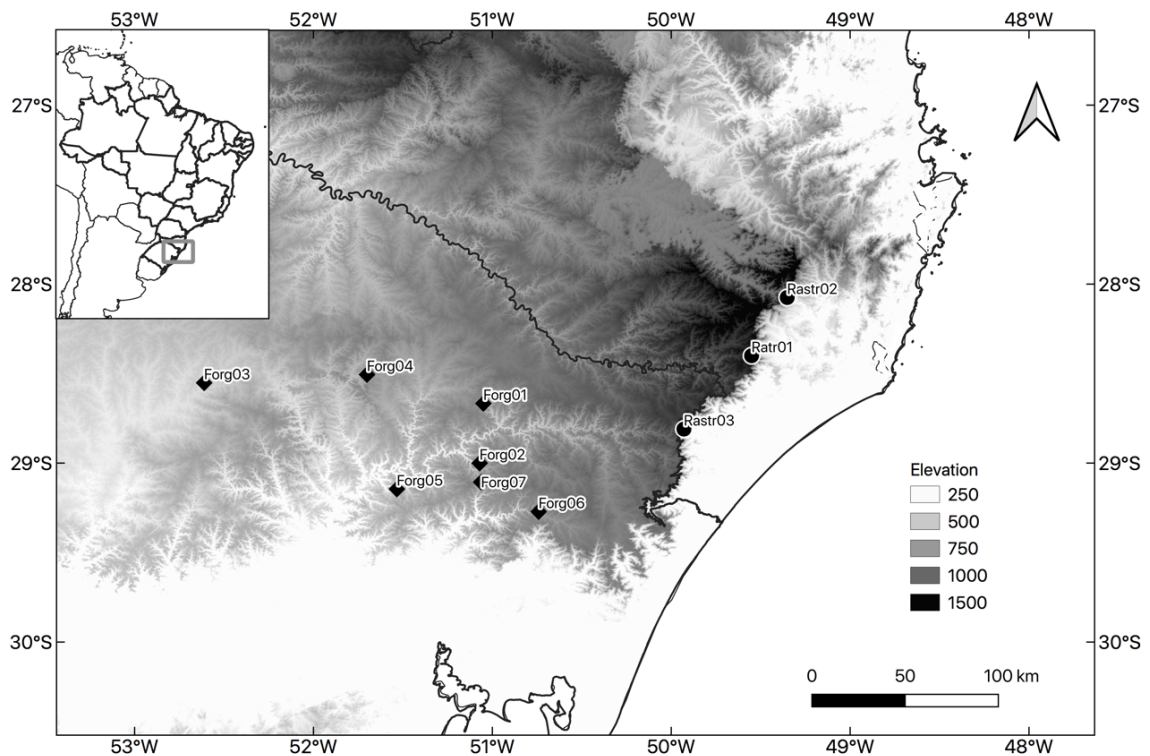 53°W 52°W 51°W 50°W 49°W 48°W
27°S 27°S
28°S 28°S
Rastr02
Ratr01
Forg04
Forg03
Forg01
Rastr03
Forg02
29°S 29°S
Forg05 Forg07
Elevation
250
Forg06
500
750
1000
1500
30°S 30°S
0 50 100 km
53°W 52°W 51°W 50°W 49°W 48°W